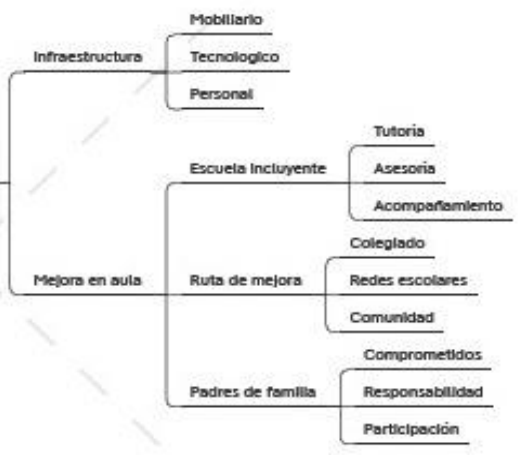 Mobiliario
Infraestructura
Tecnologico
Personal
Tutoria
Escuela Incluyente
Asesoria
Acompañamiento
Colegiado
Mejora en aula
Ruta de mejora
Redes escolares
Comunidad
Comprometidos
Padres de familia
Responsabilidad
Participación